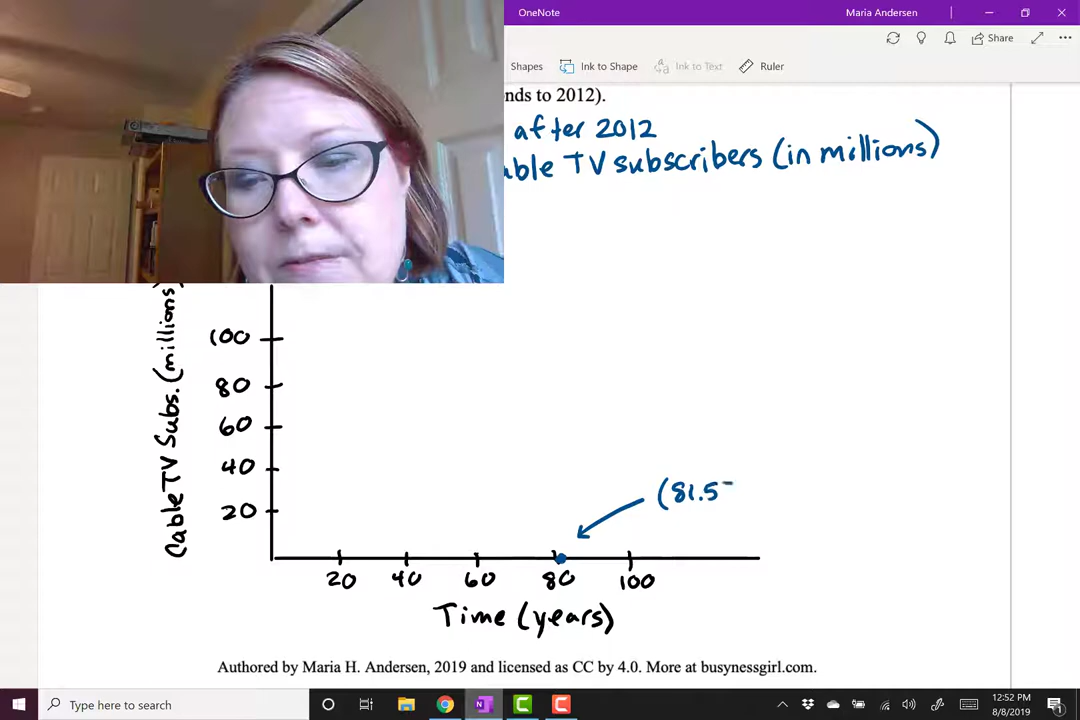 OneNote
Maria Andersen
Shapes
Ink to Shape
Ink to Text
Ruler
Share
nds to 2012).
after 2012
able TV subscribers (in millions)
Cable TV Subs. (millions)
100
80
60
40
20
(81.5
20
40
60
80
100
Time (years)
Authored by Maria H. Andersen, 2019 and licensed as CC by 4.0. More at busynessgirl.com.
Type here to search
12:52 PM
8/8/2019
1